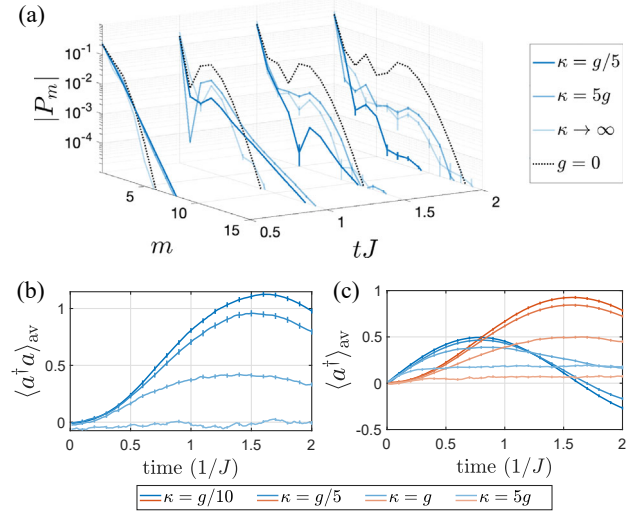 (a)
|P_m|
10^{-1}
10^{-2}
10^{-3}
10^{-4}
5
10
15
m
0.5
1
1.5
2
tJ
κ = g/5
κ = 5g
κ → ∞
g = 0
(b)
⟨a†a⟩_av
1
0.5
0
0 0.5 1 1.5 2
time (1/J)
(c)
⟨a†⟩_av
1
0.5
0
-0.5
0 0.5 1 1.5 2
time (1/J)
κ = g/10 κ = g/5 κ = g κ = 5g